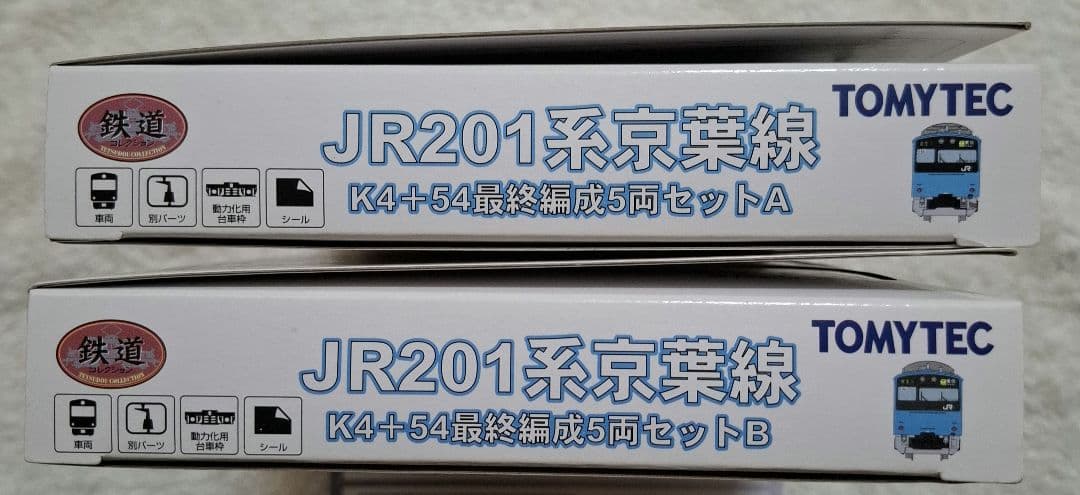 鉄道
コレクション
TETSUDOU COLLECTION
JR201系京葉線
TOMYTEC
K4+54最終編成5両セットA
車両
別パーツ
動力化用
台車枠
シール
JR
鉄道
コレクション
TETSUDOU COLLECTION
JR201系京葉線
TOMYTEC
K4+54最終編成5両セットB
車両
別パーツ
動力化用
台車枠
シール
JR